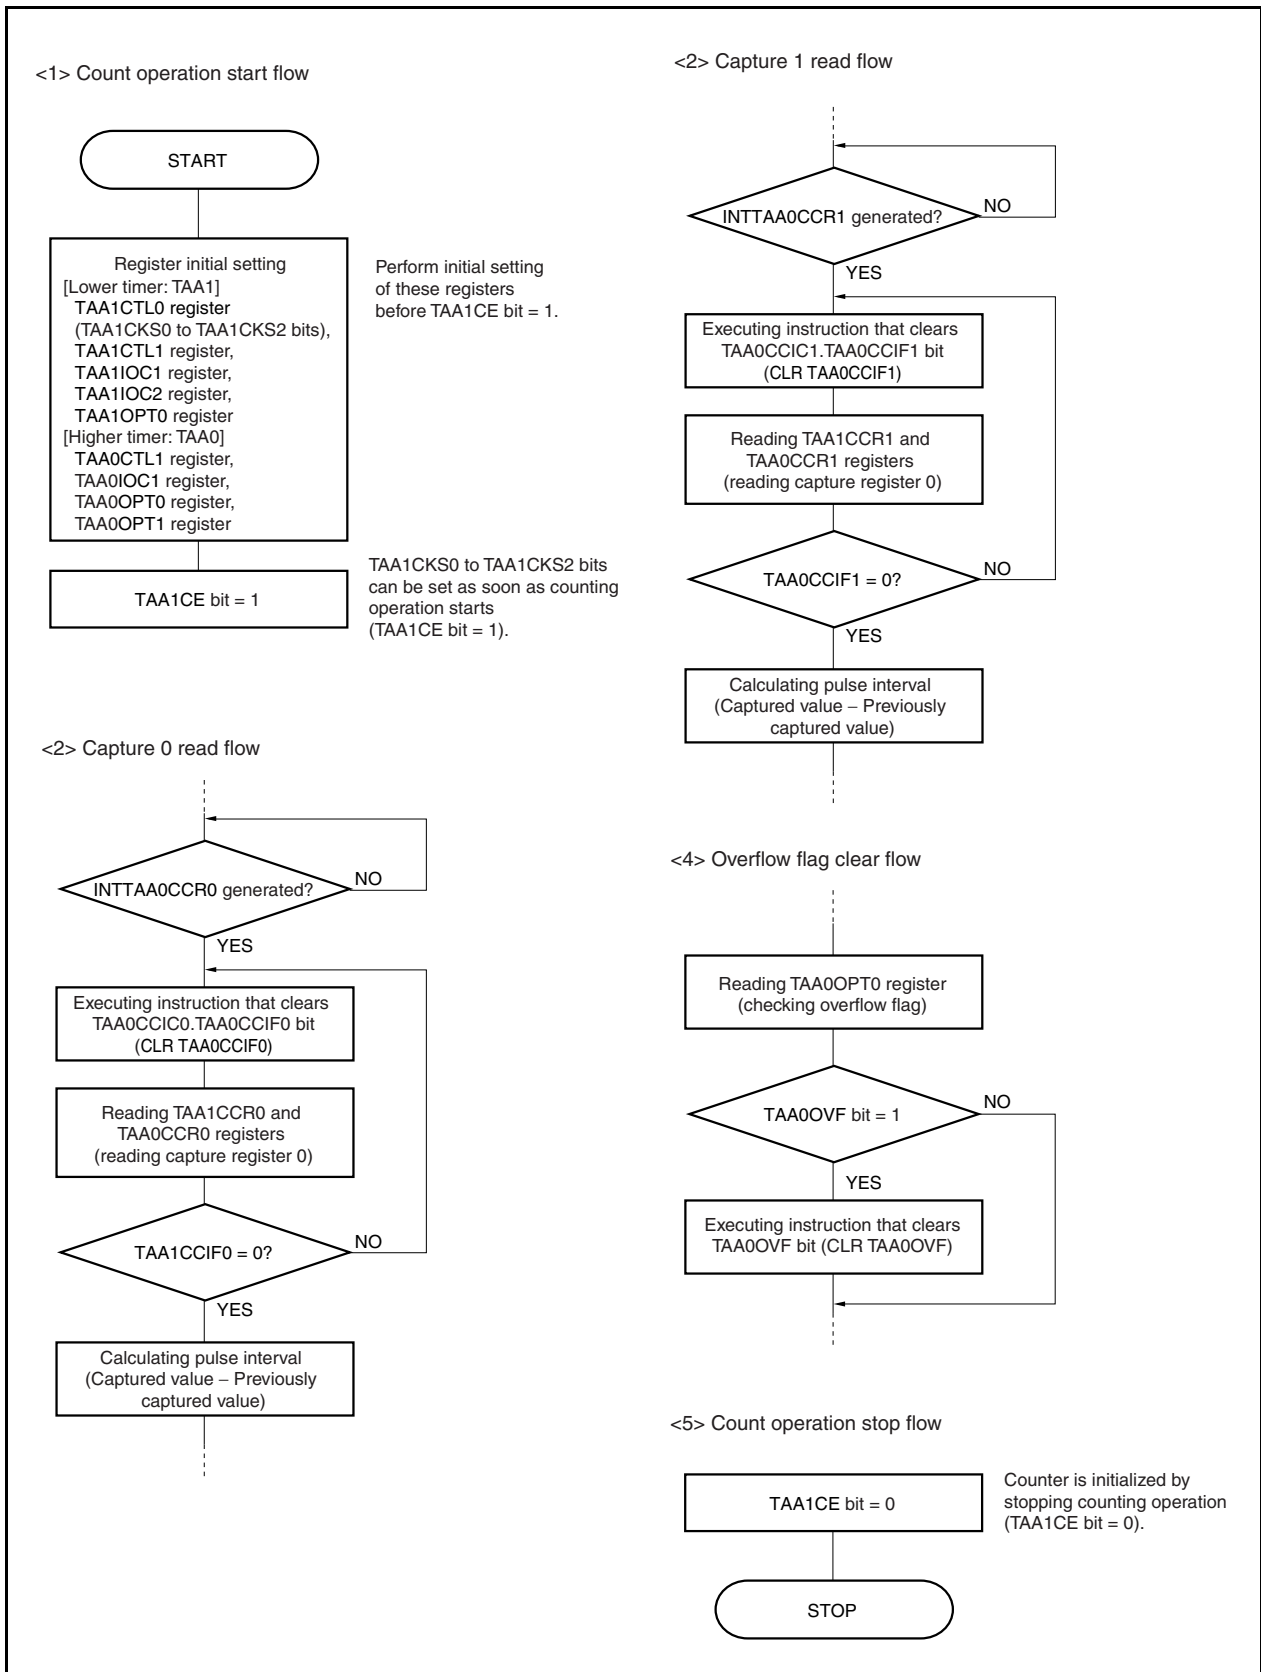 <1> Count operation start flow
START
Register initial setting
[Lower timer: TAA1]
TAA1CTL0 register
(TAA1CKS0 to TAA1CKS2 bits),
TAA1CTL1 register,
TAA1IOC1 register,
TAA1IOC2 register,
TAA1OPT0 register
[Higher timer: TAA0]
TAA0CTL1 register,
TAA0IOC1 register,
TAA0OPT0 register,
TAA0OPT1 register
Perform initial setting
of these registers
before TAA1CE bit = 1.
TAA1CE bit = 1
TAA1CKS0 to TAA1CKS2 bits
can be set as soon as counting
operation starts
(TAA1CE bit = 1).
<2> Capture 0 read flow
INTTAA0CCR0 generated?
NO
YES
Executing instruction that clears
TAA0CCIC0.TAA0CCIF0 bit
(CLR TAA0CCIF0)
Reading TAA1CCR0 and
TAA0CCR0 registers
(reading capture register 0)
TAA1CCIF0 = 0?
NO
YES
Calculating pulse interval
(Captured value – Previously
captured value)
<2> Capture 1 read flow
INTTAA0CCR1 generated?
NO
YES
Executing instruction that clears
TAA0CCIC1.TAA0CCIF1 bit
(CLR TAA0CCIF1)
Reading TAA1CCR1 and
TAA0CCR1 registers
(reading capture register 0)
TAA0CCIF1 = 0?
NO
YES
Calculating pulse interval
(Captured value – Previously
captured value)
<4> Overflow flag clear flow
Reading TAA0OPT0 register
(checking overflow flag)
TAA0OVF bit = 1
NO
YES
Executing instruction that clears
TAA0OVF bit (CLR TAA0OVF)
<5> Count operation stop flow
TAA1CE bit = 0
Counter is initialized by
stopping counting operation
(TAA1CE bit = 0).
STOP